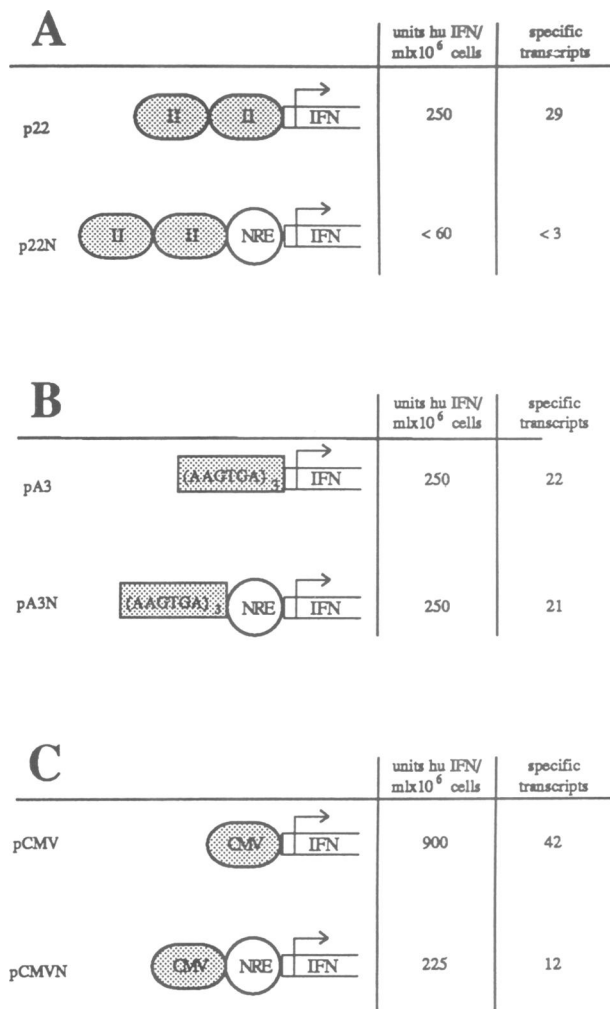 A
units hu IFN/ mlx10⁶ cells
specific transcripts
p22
II II IFN
250
29
p22N
II II NRE IFN
< 60
< 3
B
units hu IFN/ mlx10⁶ cells
specific transcripts
pA3
(AAGTGA)₃ IFN
250
22
pA3N
(AAGTGA)₃ NRE IFN
250
21
C
units hu IFN/ mlx10⁶ cells
specific transcripts
pCMV
CMV IFN
900
42
pCMVN
CMV NRE IFN
225
12